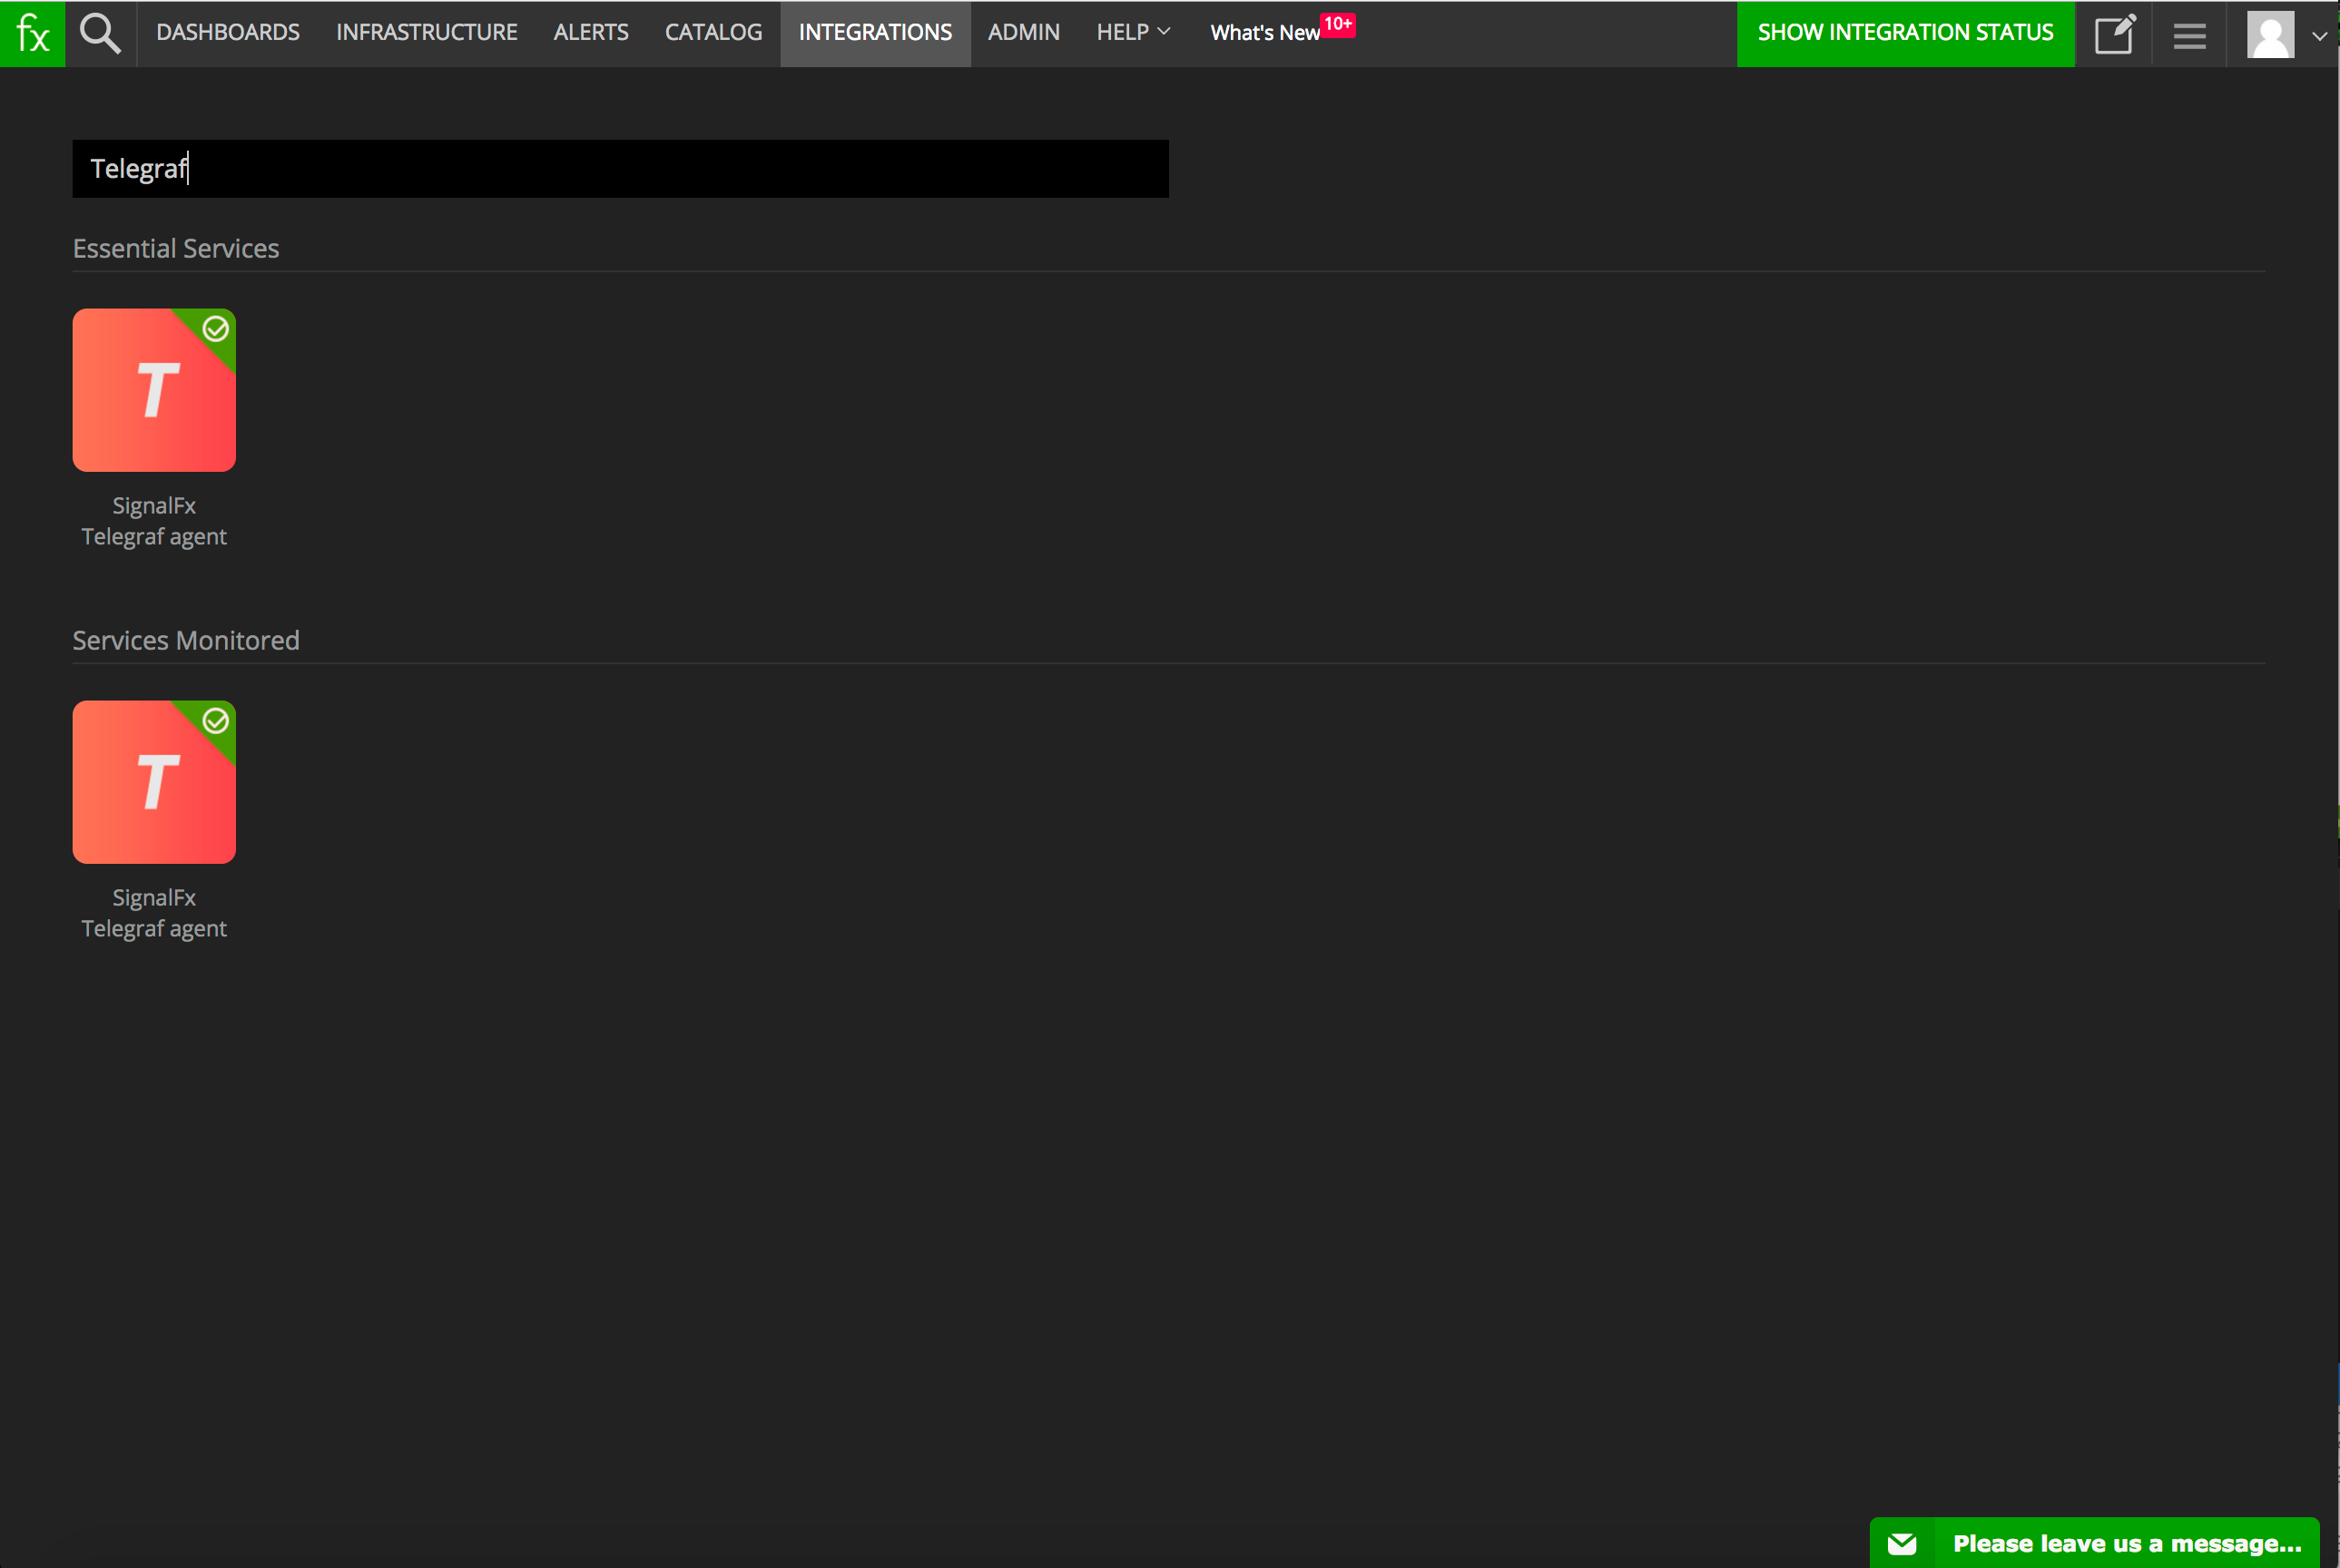 fx DASHBOARDS INFRASTRUCTURE ALERTS CATALOG INTEGRATIONS ADMIN HELP What's New 10+ SHOW INTEGRATION STATUS
Telegraf
Essential Services
T
SignalFx
Telegraf agent
Services Monitored
T
SignalFx
Telegraf agent
Please leave us a message...